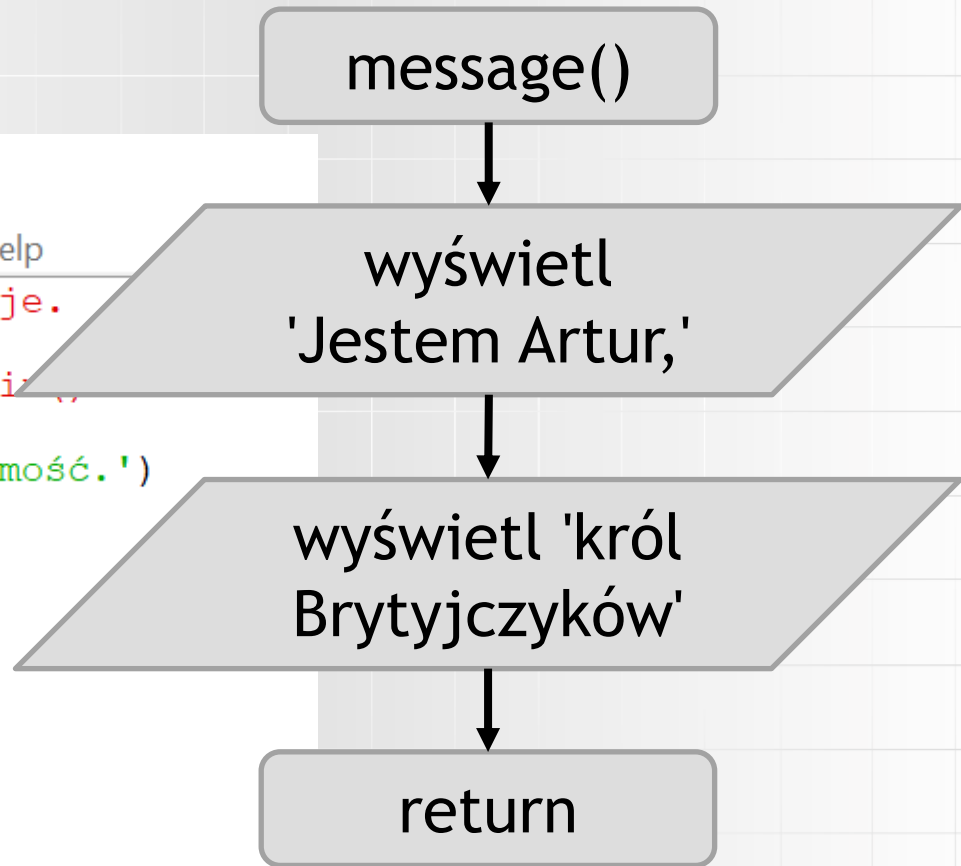 message()
elp
je.
wyświetl
'Jestem Artur,'
mość.')
wyświetl 'król
Brytyjczyków'
return